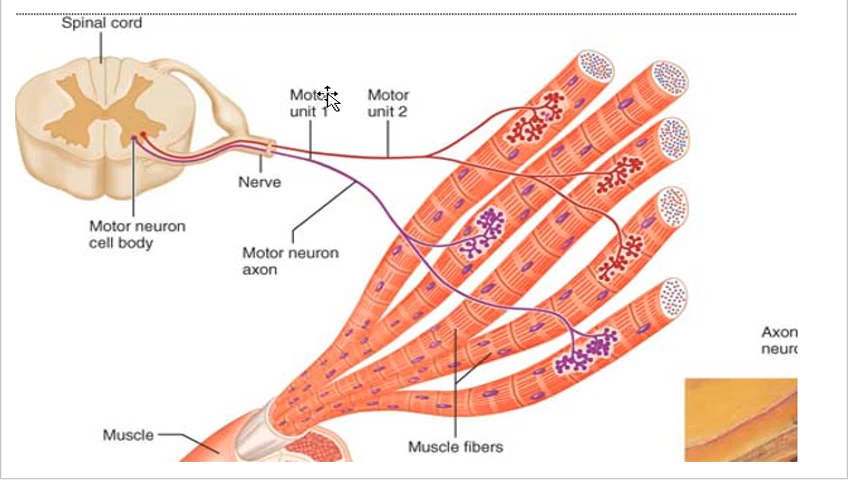 Spinal cord
Motor
unit 1
Motor
unit 2
Nerve
Motor neuron
cell body
Motor neuron
axon
Axon
Muscle
Muscle fibers